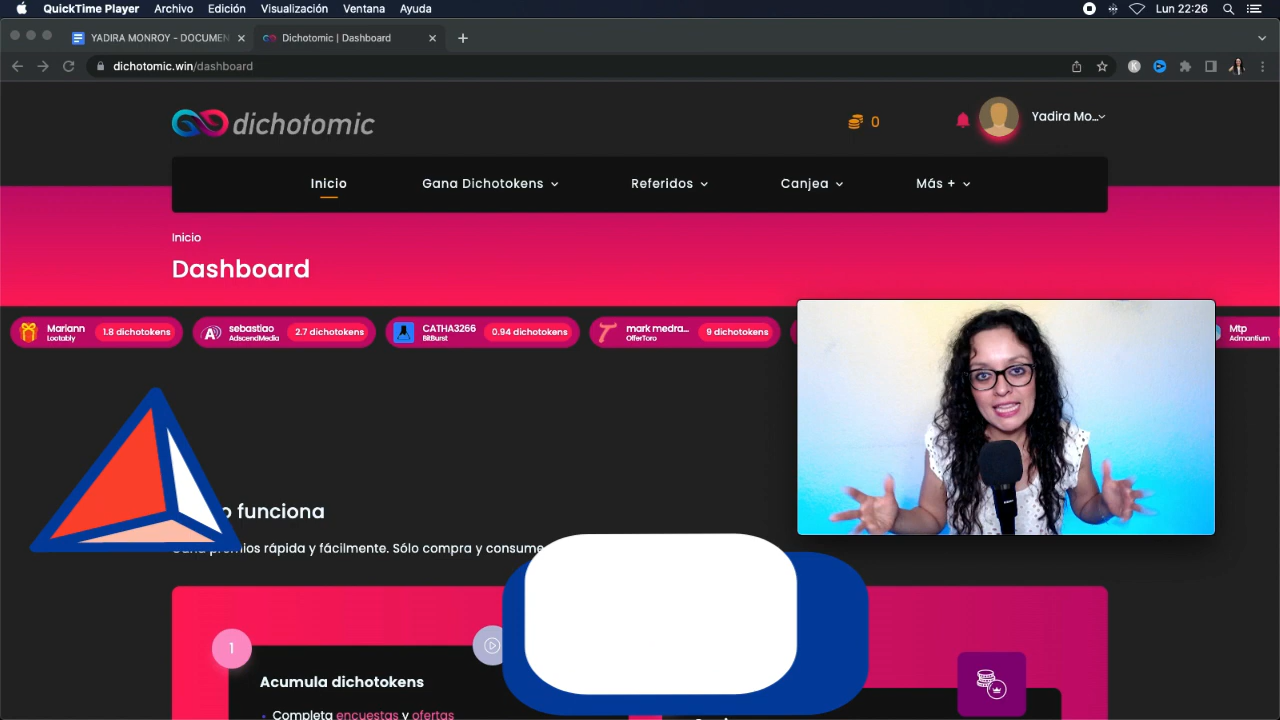 QuickTime Player Archivo Edición Visualización Ventana Ayuda Lun 22:26
YADIRA MONROY - DOCUMEN Dichotomic | Dashboard
dichotomic.win/dashboard
dichotomic 0 Yadira Mo...
Inicio Gana Dichotokens Referidos Canjea Más +
Inicio
Dashboard
Mariann 1.8 dichotokens sebastiao 2.7 dichotokens CATHA3266 0.94 dichotokens mark medra... 9 dichotokens Mtp
Lootably AdscendMedia BitBurst OfferToro Admantium
funciona
premios rápida y fácilmente. Sólo compra y consume
1
Acumula dichotokens
Completa encuestas y ofertas